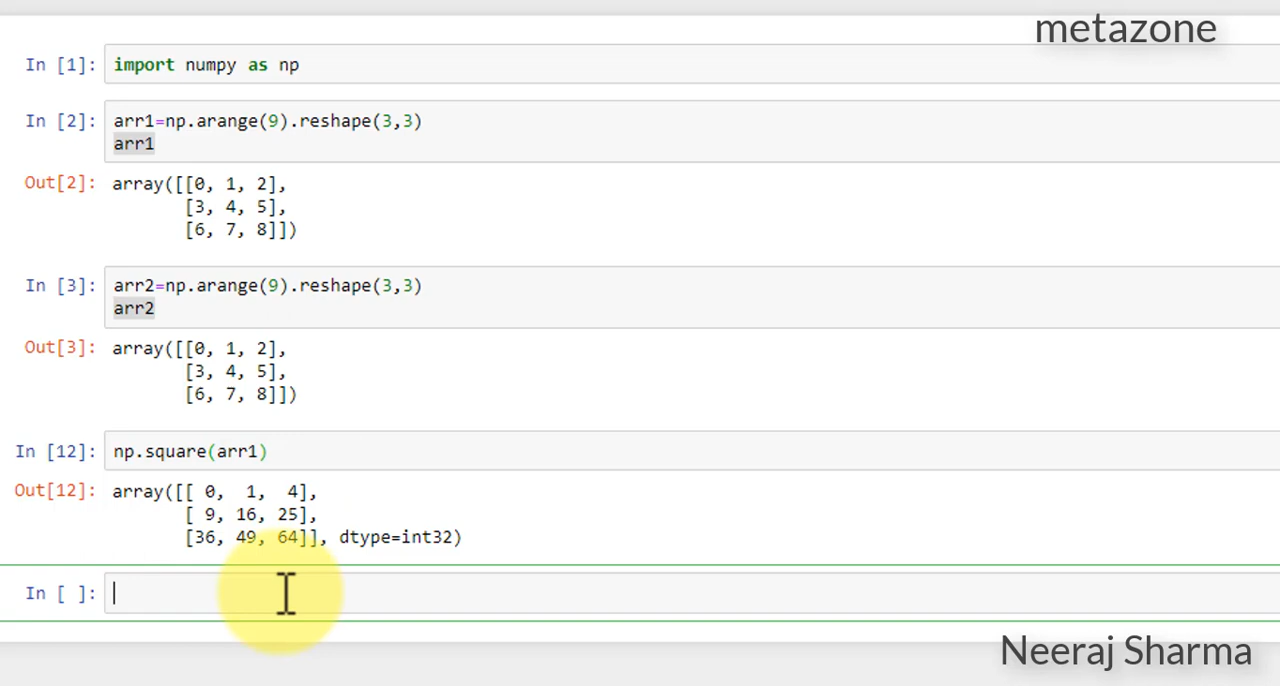 metazone
In [1]: import numpy as np
In [2]: arr1=np.arange(9).reshape(3,3)
arr1
Out[2]: array([[0, 1, 2],
[3, 4, 5],
[6, 7, 8]])
In [3]: arr2=np.arange(9).reshape(3,3)
arr2
Out[3]: array([[0, 1, 2],
[3, 4, 5],
[6, 7, 8]])
In [12]: np.square(arr1)
Out[12]: array([[ 0, 1, 4],
[ 9, 16, 25],
[36, 49, 64]], dtype=int32)
In [ ]:
Neeraj Sharma